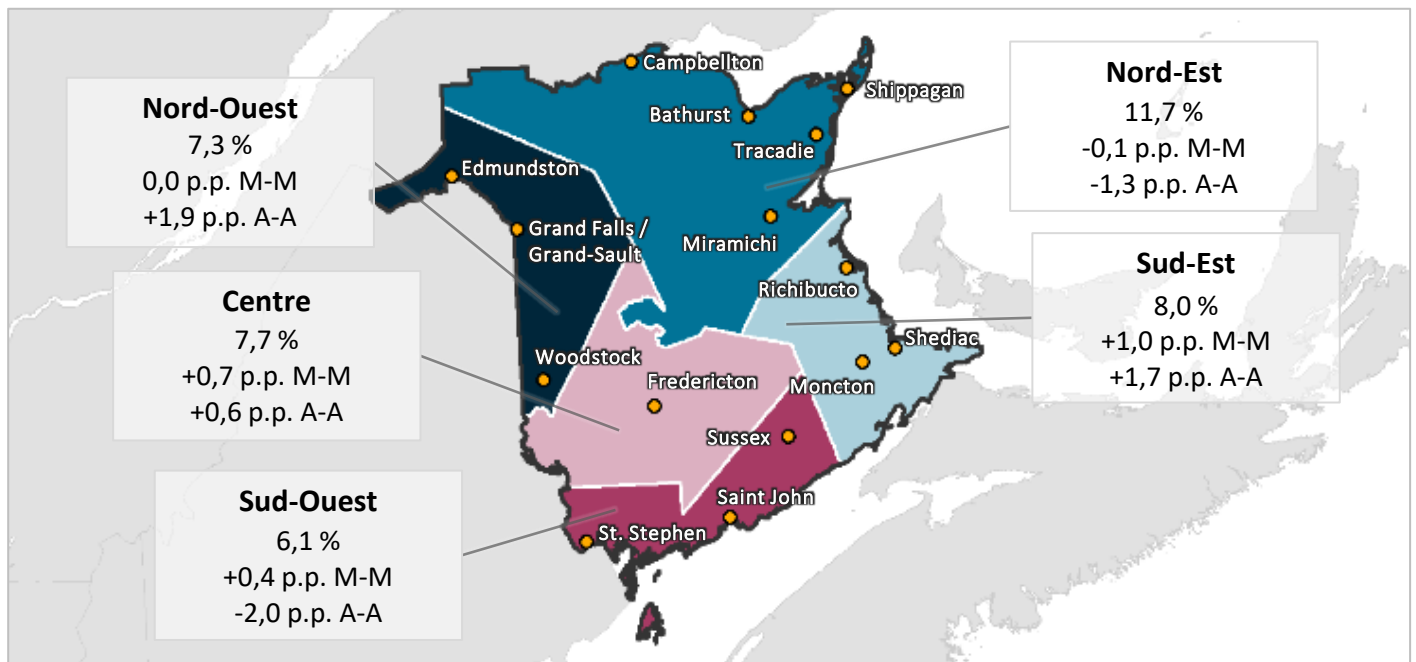 Nord-Ouest
7,3 %
0,0 p.p. M-M
+1,9 p.p. A-A
Centre
7,7 %
+0,7 p.p. M-M
+0,6 p.p. A-A
Sud-Ouest
6,1 %
+0,4 p.p. M-M
-2,0 p.p. A-A
Nord-Est
11,7 %
-0,1 p.p. M-M
-1,3 p.p. A-A
Sud-Est
8,0 %
+1,0 p.p. M-M
+1,7 p.p. A-A
Campbellton
Shippagan
Bathurst
Tracadie
Edmundston
Grand Falls /
Grand-Sault
Miramichi
Richibucto
Shediac
Woodstock
Fredericton
Moncton
Sussex
Saint John
St. Stephen